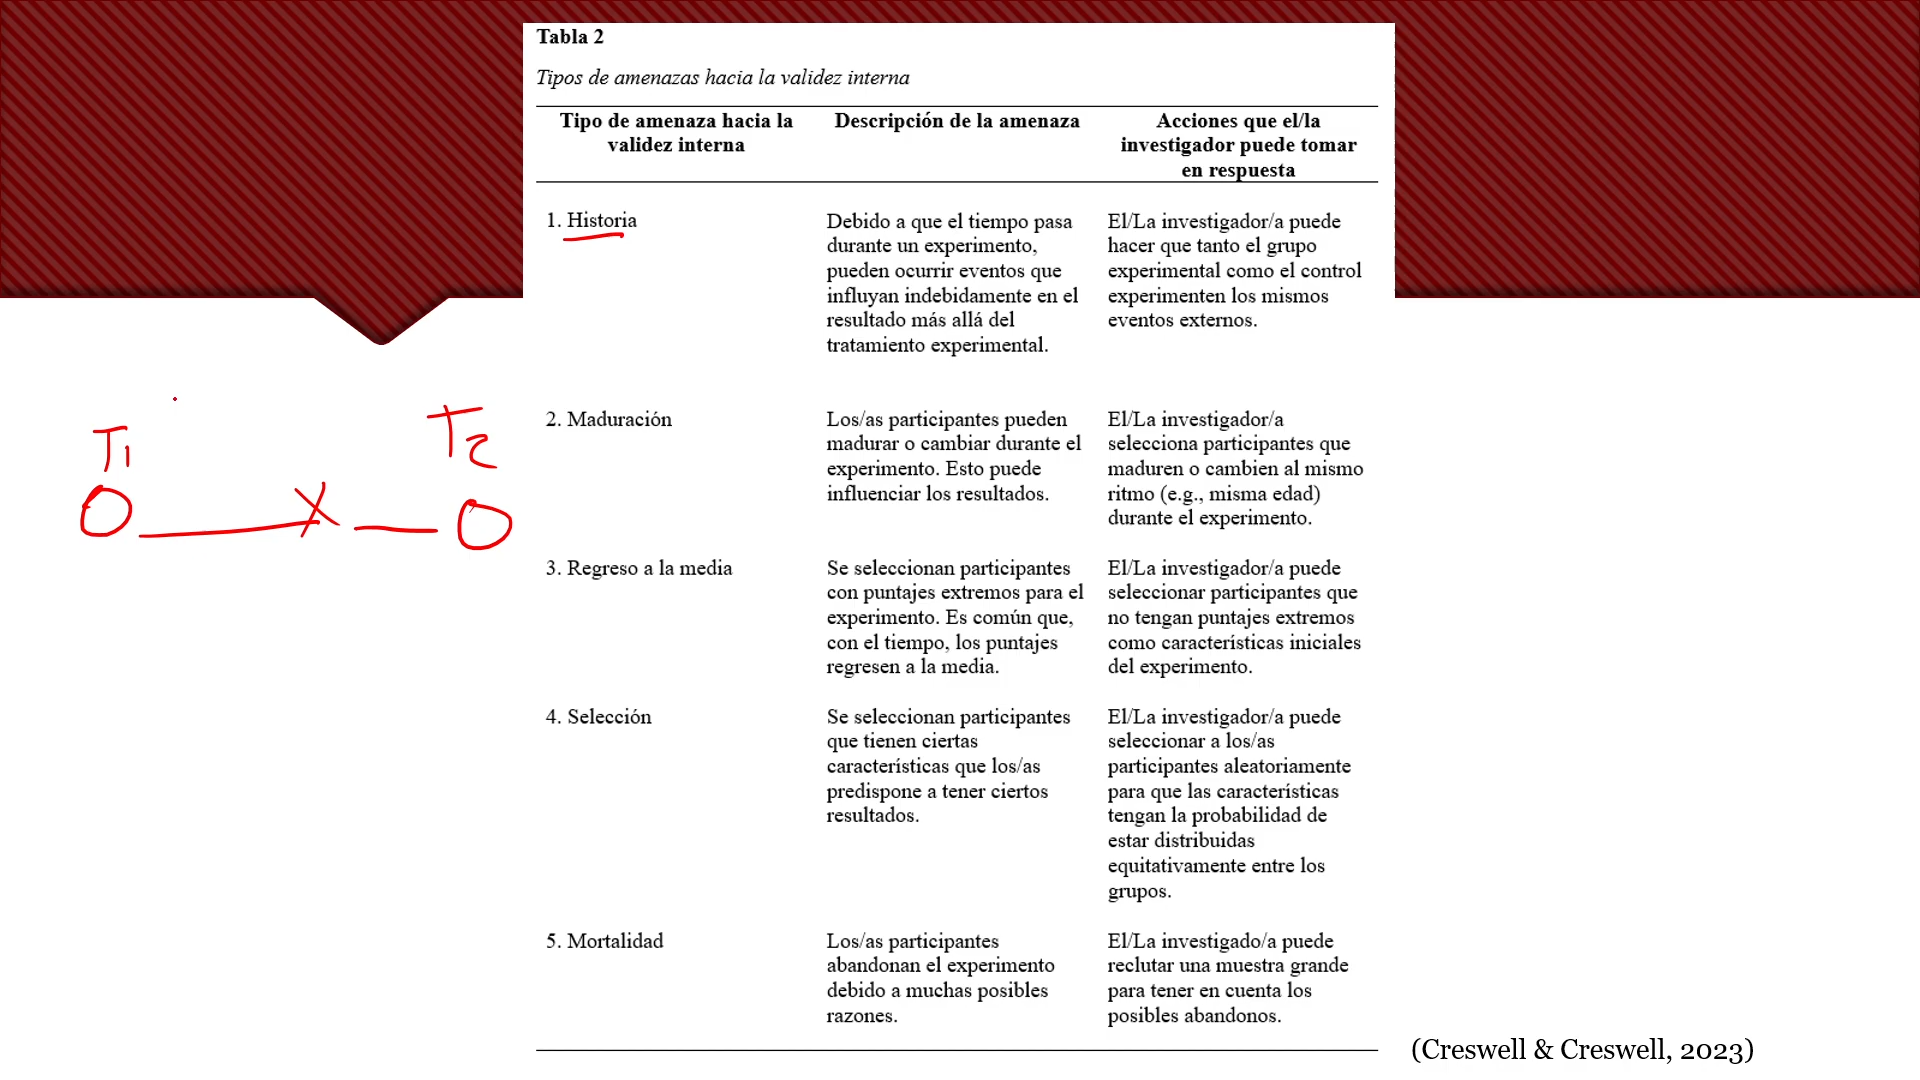 Tabla 2
Tipos de amenazas hacia la validez interna
Tipo de amenaza hacia la
validez interna
Descripción de la amenaza
Acciones que el/la
investigador puede tomar
en respuesta
1. Historia
Debido a que el tiempo pasa
durante un experimento,
pueden ocurrir eventos que
influyan indebidamente en el
resultado más allá del
tratamiento experimental.
El/La investigador/a puede
hacer que tanto el grupo
experimental como el control
experimenten los mismos
eventos externos.
T1
T2
O X O
2. Maduración
Los/as participantes pueden
madurar o cambiar durante el
experimento. Esto puede
influenciar los resultados.
El/La investigador/a
selecciona participantes que
maduren o cambien al mismo
ritmo (e.g., misma edad)
durante el experimento.
3. Regreso a la media
Se seleccionan participantes
con puntajes extremos para el
experimento. Es común que,
con el tiempo, los puntajes
regresen a la media.
El/La investigador/a puede
seleccionar participantes que
no tengan puntajes extremos
como características iniciales
del experimento.
4. Selección
Se seleccionan participantes
que tienen ciertas
características que los/as
predispone a tener ciertos
resultados.
El/La investigador/a puede
seleccionar a los/as
participantes aleatoriamente
para que las características
tengan la probabilidad de
estar distribuidas
equitativamente entre los
grupos.
5. Mortalidad
Los/as participantes
abandonan el experimento
debido a muchas posibles
razones.
El/La investigado/a puede
reclutar una muestra grande
para tener en cuenta los
posibles abandonos.
(Creswell & Creswell, 2023)